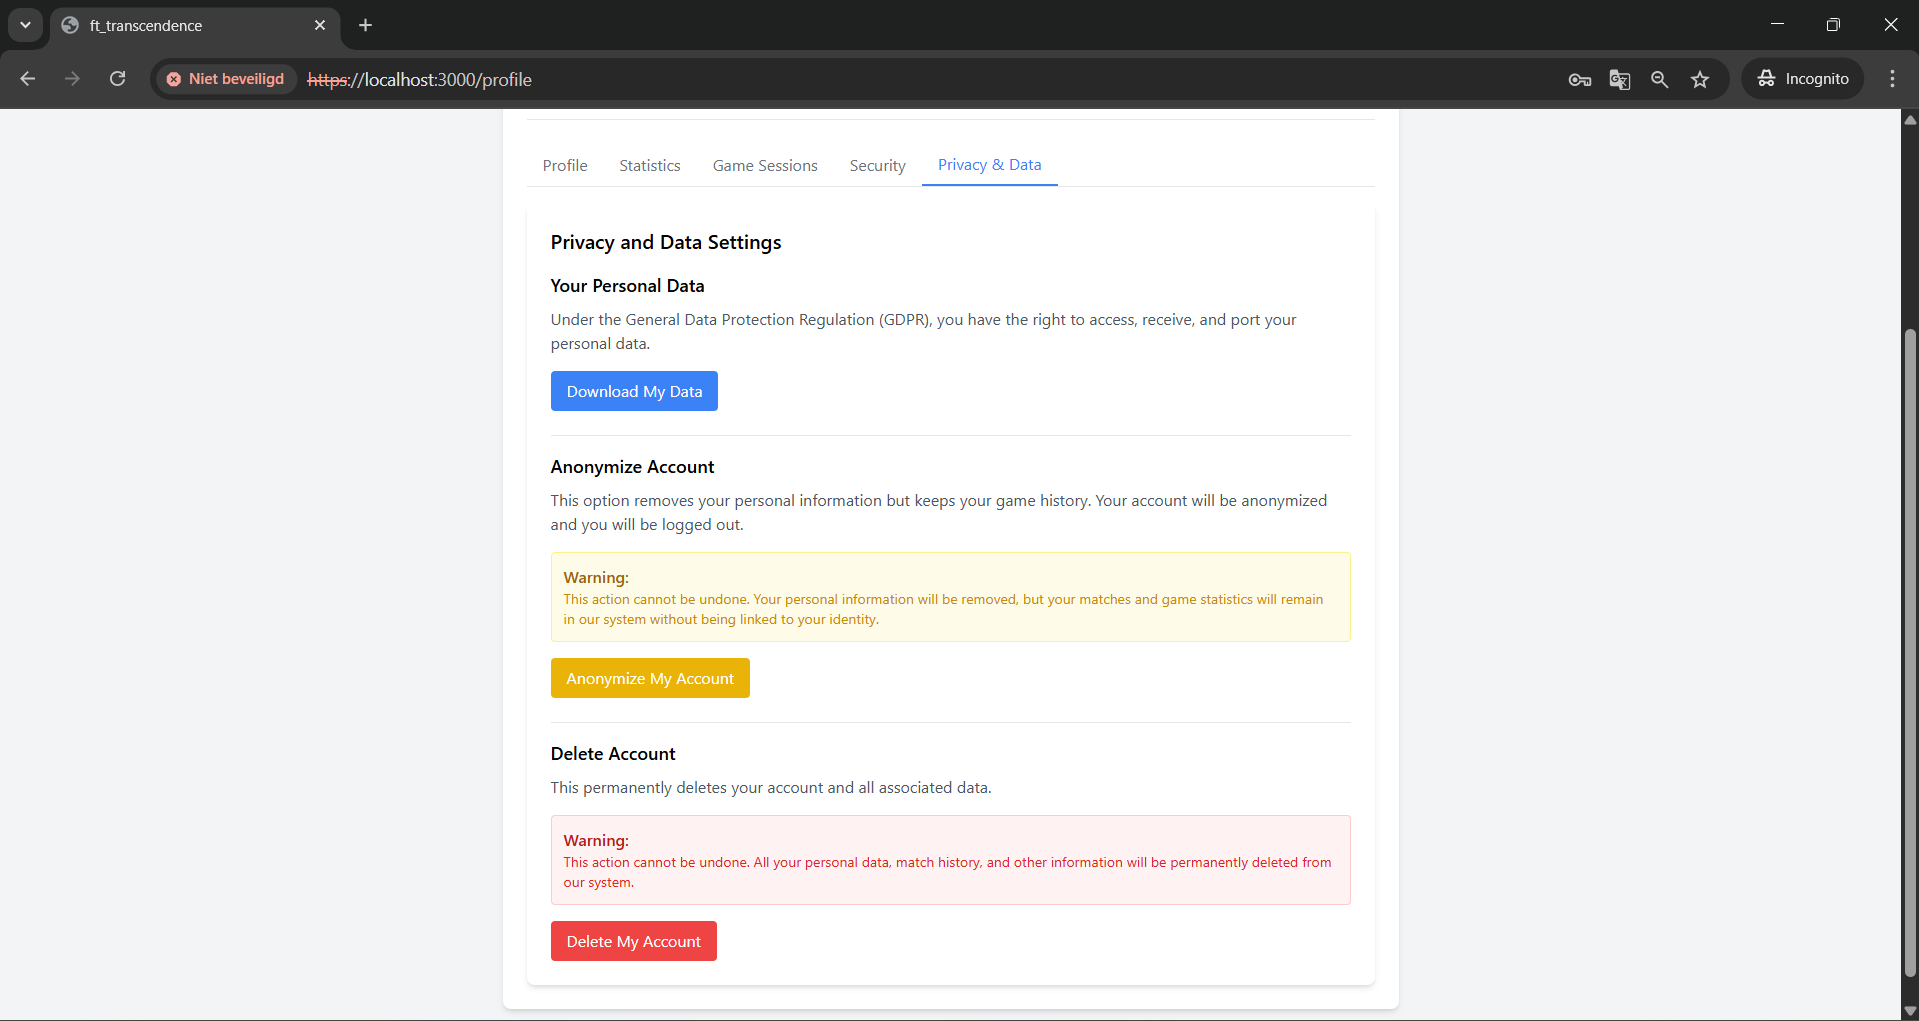 ft_transcendence
Niet beveiligd https://localhost:3000/profile Incognito
Profile Statistics Game Sessions Security Privacy & Data
Privacy and Data Settings
Your Personal Data
Under the General Data Protection Regulation (GDPR), you have the right to access, receive, and port your
personal data.
Download My Data
Anonymize Account
This option removes your personal information but keeps your game history. Your account will be anonymized
and you will be logged out.
Warning:
This action cannot be undone. Your personal information will be removed, but your matches and game statistics will remain
in our system without being linked to your identity.
Anonymize My Account
Delete Account
This permanently deletes your account and all associated data.
Warning:
This action cannot be undone. All your personal data, match history, and other information will be permanently deleted from
our system.
Delete My Account